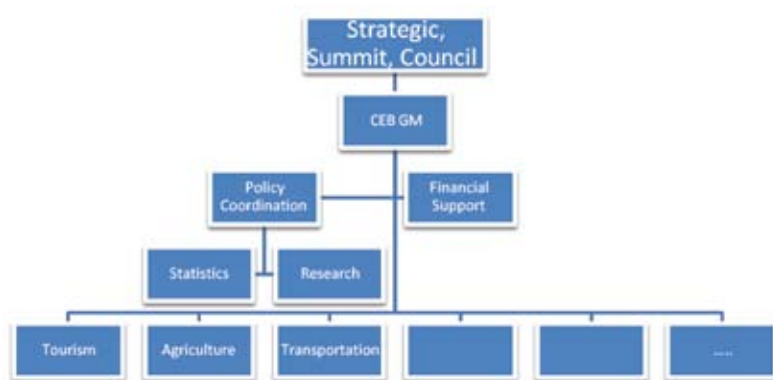 Strategic,
Summit, Council
CEB GM
Policy
Coordination
Financial
Support
Statistics
Research
Tourism
Agriculture
Transportation
.....